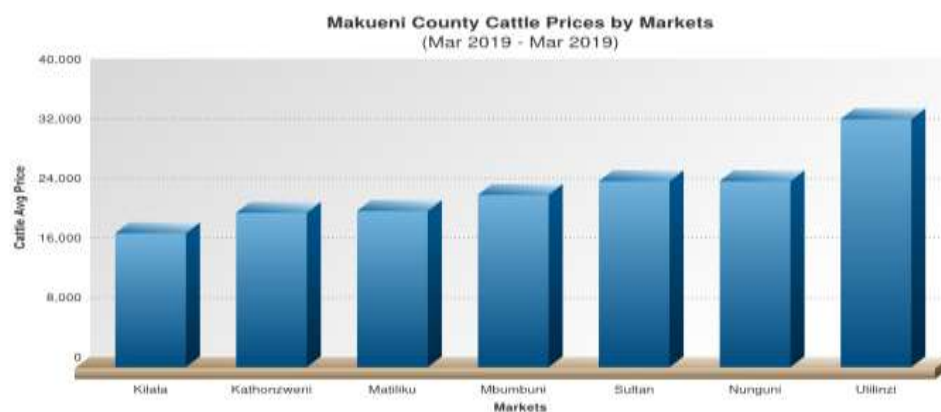 Makueni County Cattle Prices by Markets
(Mar 2019 - Mar 2019)
40,000
32,000
24,000
16,000
8,000
0
Cattle Avg Price
Kilala
Kathonzweni
Matiliku
Mbumbuni
Sultan
Nunguni
Ulilinzi
Markets